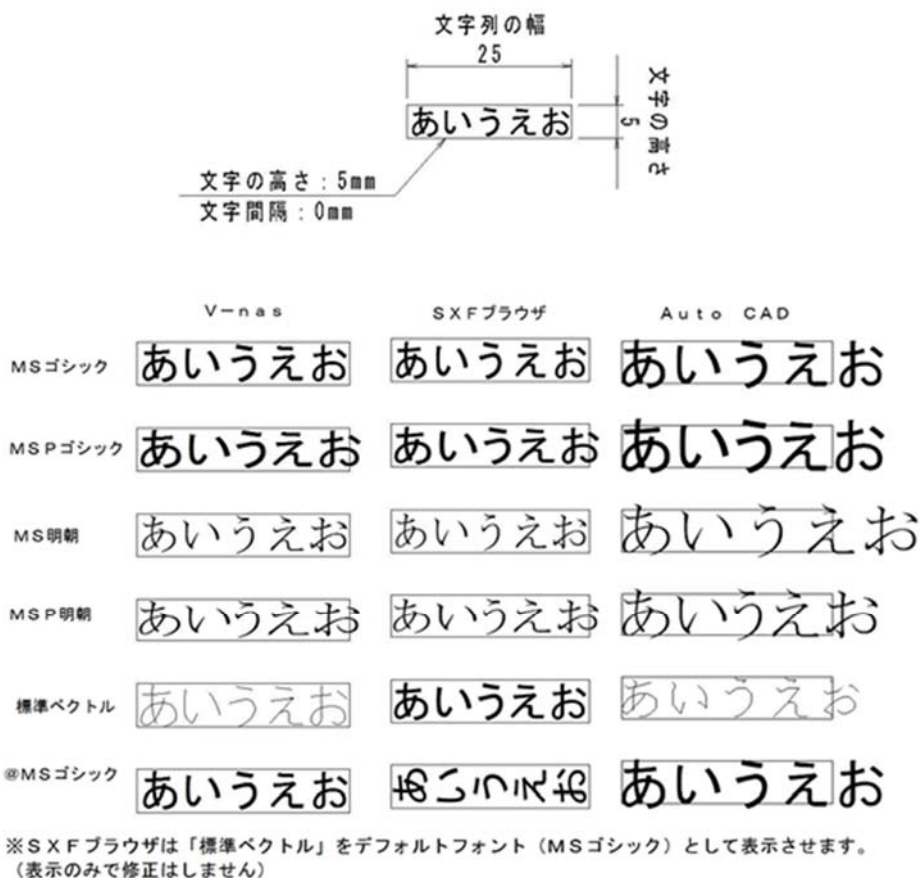 文字列の幅
25
あいうえお
文字の高さ
5
文字の高さ：5mm
文字間隔：0mm
V－nas
SXFブラウザ
Auto CAD
MSゴシック
あいうえお
あいうえお
あいうえお
MSPゴシック
あいうえお
あいうえお
あいうえお
MS明朝
あいうえお
あいうえお
あいうえお
MSP明朝
あいうえお
あいうえお
あいうえお
標準ベクトル
あいうえお
あいうえお
あいうえお
@MSゴシック
あいうえお
あいうえお
あいうえお
※SXFブラウザは「標準ベクトル」をデフォルトフォント（MSゴシック）として表示させます。
（表示のみで修正はしません）